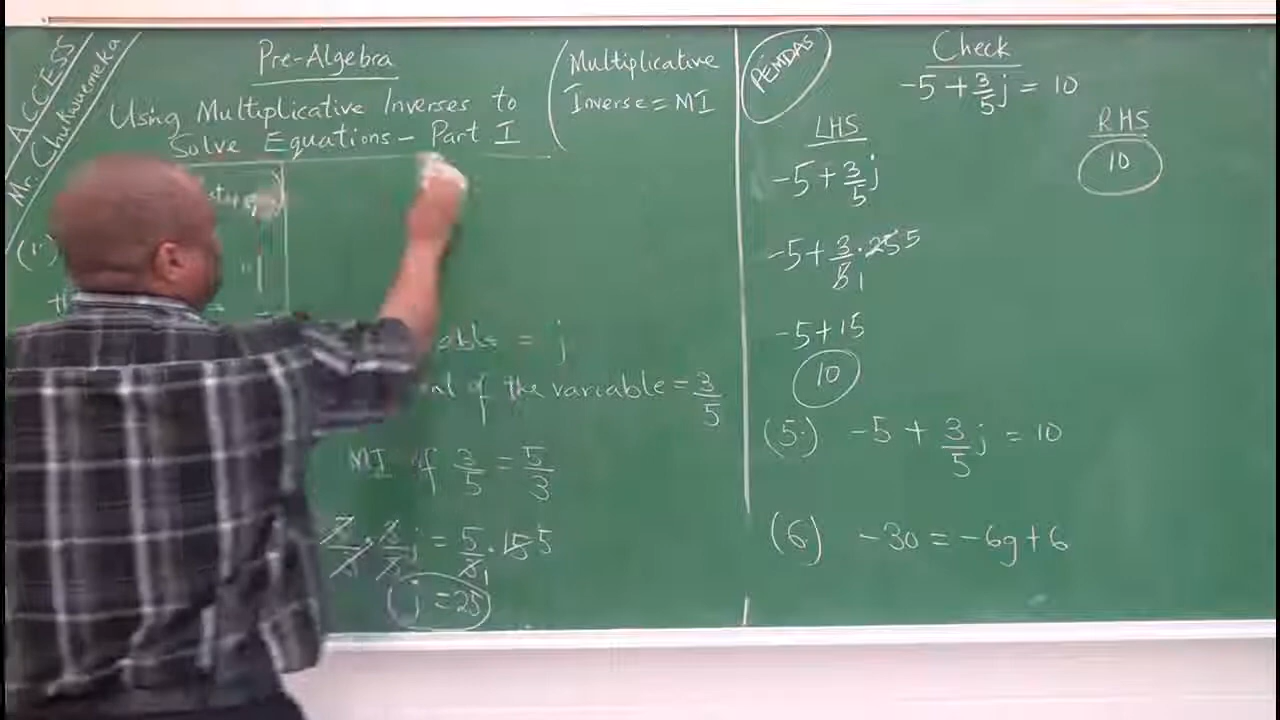 ACCESS
Mr. Chukwuemeka
Pre-Algebra
Using Multiplicative Inverses to
Solve Equations - Part I
Multiplicative
Inverse = MI
(1.)
= j
of the variable = 3/5
MI of 3/5 = 5/3
j = 5/3 · 15 5
j = 25
PEMDAS
Check
-5 + 3/5 j = 10
LHS
-5 + 3/5 j
-5 + 3/5 · 25 5
1
-5 + 15
10
RHS
10
(5.) -5 + 3/5 j = 10
(6.) -30 = -6g + 6